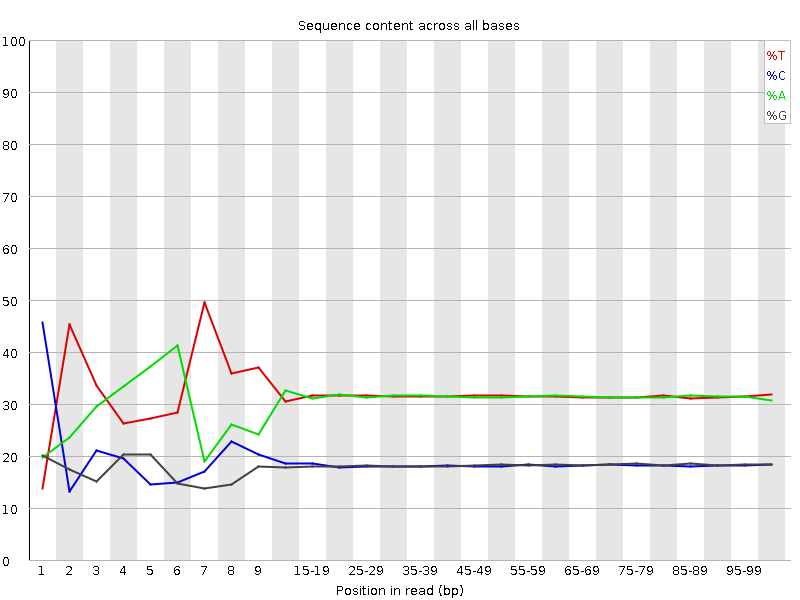 Sequence content across all bases
100
90
80
70
60
50
40
30
20
10
0
%T
%C
%A
%G
1 2 3 4 5 6 7 8 9 15-19 25-29 35-39 45-49 55-59 65-69 75-79 85-89 95-99
Position in read (bp)